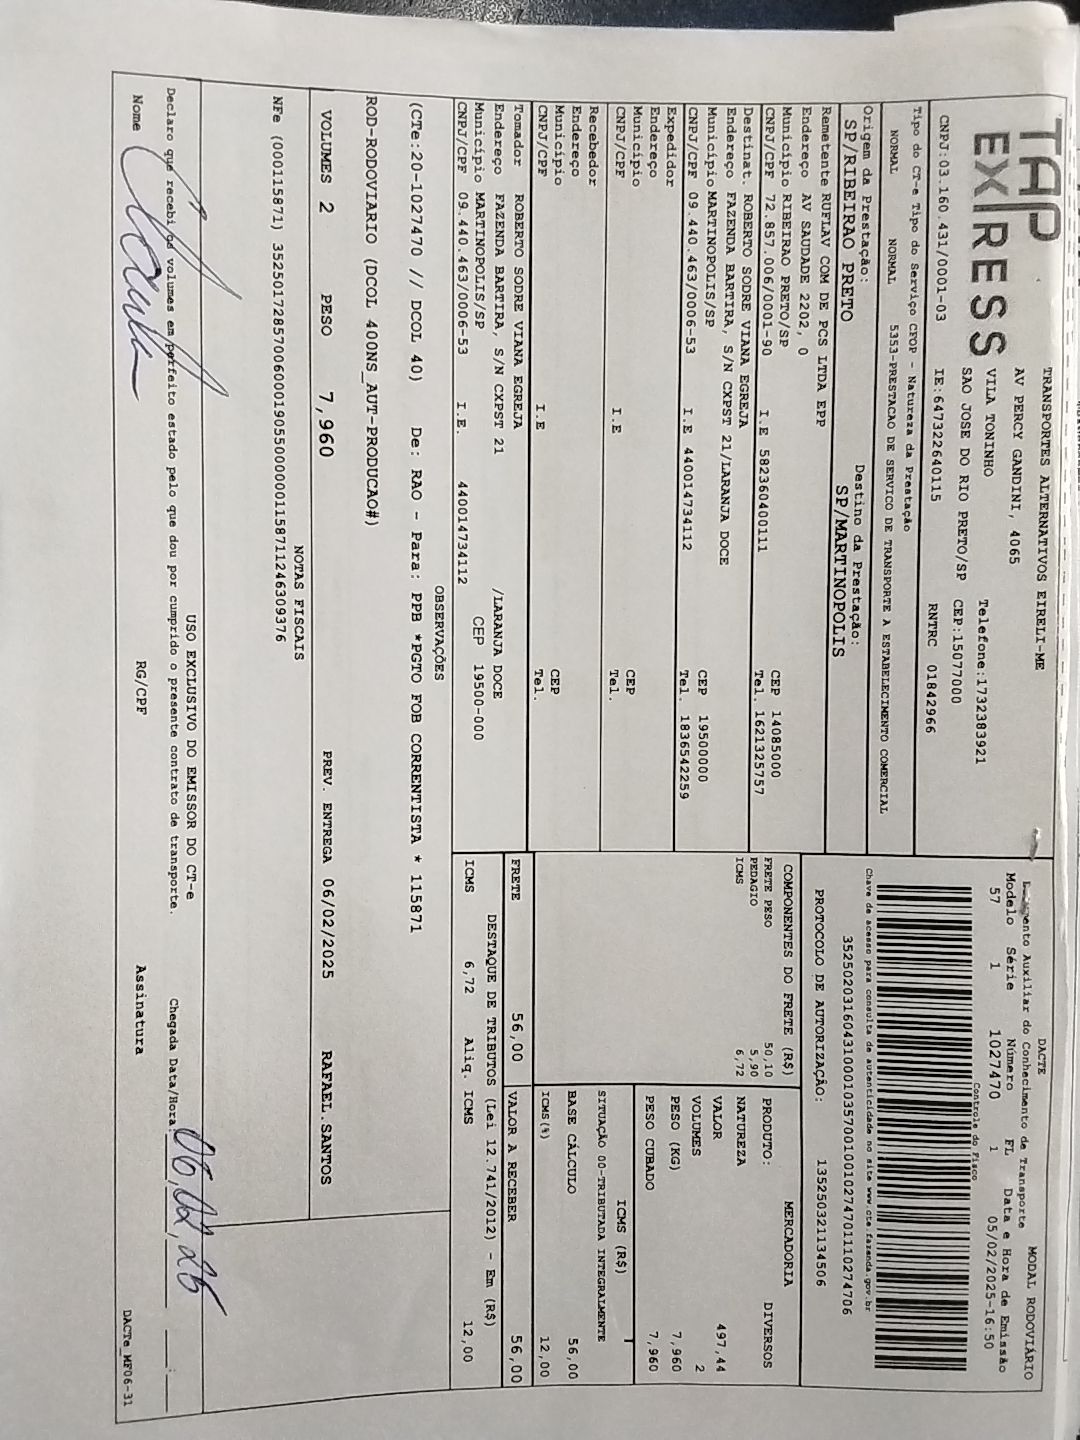 TAP
EXPRESS
TRANSPORTES ALTERNATIVOS EIRELI-ME
AV PERCY GANDINI, 4065
VILA TONINHO Telefone:1732383921
SAO JOSE DO RIO PRETO/SP CEP:15077000
CNPJ:03.160.431/0001-03 IE:647322640115 RNTRC 01842966
Tipo do CT-e Tipo do Serviço CFOP - Natureza da Prestação
NORMAL NORMAL 5353-PRESTACAO DE SERVICO DE TRANSPORTE A ESTABELECIMENTO COMERCIAL
Origem da Prestação: Destino da Prestação:
SP/RIBEIRAO PRETO SP/MARTINOPOLIS
Remetente RUFLAV COM DE PCS LTDA EPP
Endereço AV SAUDADE 2202, 0
Município RIBEIRAO PRETO/SP CEP 14085000
CNPJ/CPF 72.857.006/0001-90 I.E 582360400111 Tel. 1621325757
Destinat. ROBERTO SODRE VIANA EGREJA
Endereço FAZENDA BARTIRA, S/N CXPST 21/LARANJA DOCE
Município MARTINOPOLIS/SP CEP 19500000
CNPJ/CPF 09.440.463/0006-53 I.E 440014734112 Tel. 1836542259
Expedidor
Endereço
Município CEP
CNPJ/CPF I.E Tel.
Recebedor
Endereço
Município CEP
CNPJ/CPF I.E Tel.
Tomador ROBERTO SODRE VIANA EGREJA
Endereço FAZENDA BARTIRA, S/N CXPST 21 /LARANJA DOCE
Município MARTINOPOLIS/SP CEP 19500-000
CNPJ/CPF 09.440.463/0006-53 I.E. 440014734112
DACTE MODAL RODOVIÁRIO
Auxiliar do Conhecimento de Transporte
Modelo Série Número FL Data e Hora de Emissão
57 1 1027470 1 05/02/2025-16:50
Controle do Fisco
Chave de acesso para consulta de autenticidade no site www.cte.fazenda.gov.br
35250203160431000103570010010274701110274706
PROTOCOLO DE AUTORIZAÇÃO: 135250321134506
COMPONENTES DO FRETE (R$)
FRETE PESO 50,10
PEDAGIO 5,90
ICMS 6,72
MERCADORIA
PRODUTO: DIVERSOS
NATUREZA
VALOR 497,44
VOLUMES 2
PESO (KG) 7,960
PESO CUBADO 7,960
ICMS (R$)
SITUAÇÃO 00-TRIBUTADA INTEGRALMENTE
BASE CÁLCULO 56,00
ICMS(%) 12,00
FRETE 56,00 VALOR A RECEBER 56,00
DESTAQUE DE TRIBUTOS (Lei 12.741/2012) - Em (R$)
ICMS 6,72 Aliq. ICMS 12,00
OBSERVAÇÕES
(CTe:20-1027470 // DCOL 40) De: RAO - Para: PPB *PGTO FOB CORRENTISTA * 115871
ROD-RODOVIARIO (DCOL 400NS_AUT-PRODUCAO#)
VOLUMES 2 PESO 7,960 PREV. ENTREGA 06/02/2025 RAFAEL.SANTOS
NOTAS FISCAIS
NFe (000115871) 35250172857006000190550000001158711246309376
USO EXCLUSIVO DO EMISSOR DO CT-e
Declaro que recebi os volumes em perfeito estado pelo que dou por cumprido o presente contrato de transporte. Chegada Data/Hora: 06,02,25 :
Nome RG/CPF Assinatura
DACTe_MF06-31